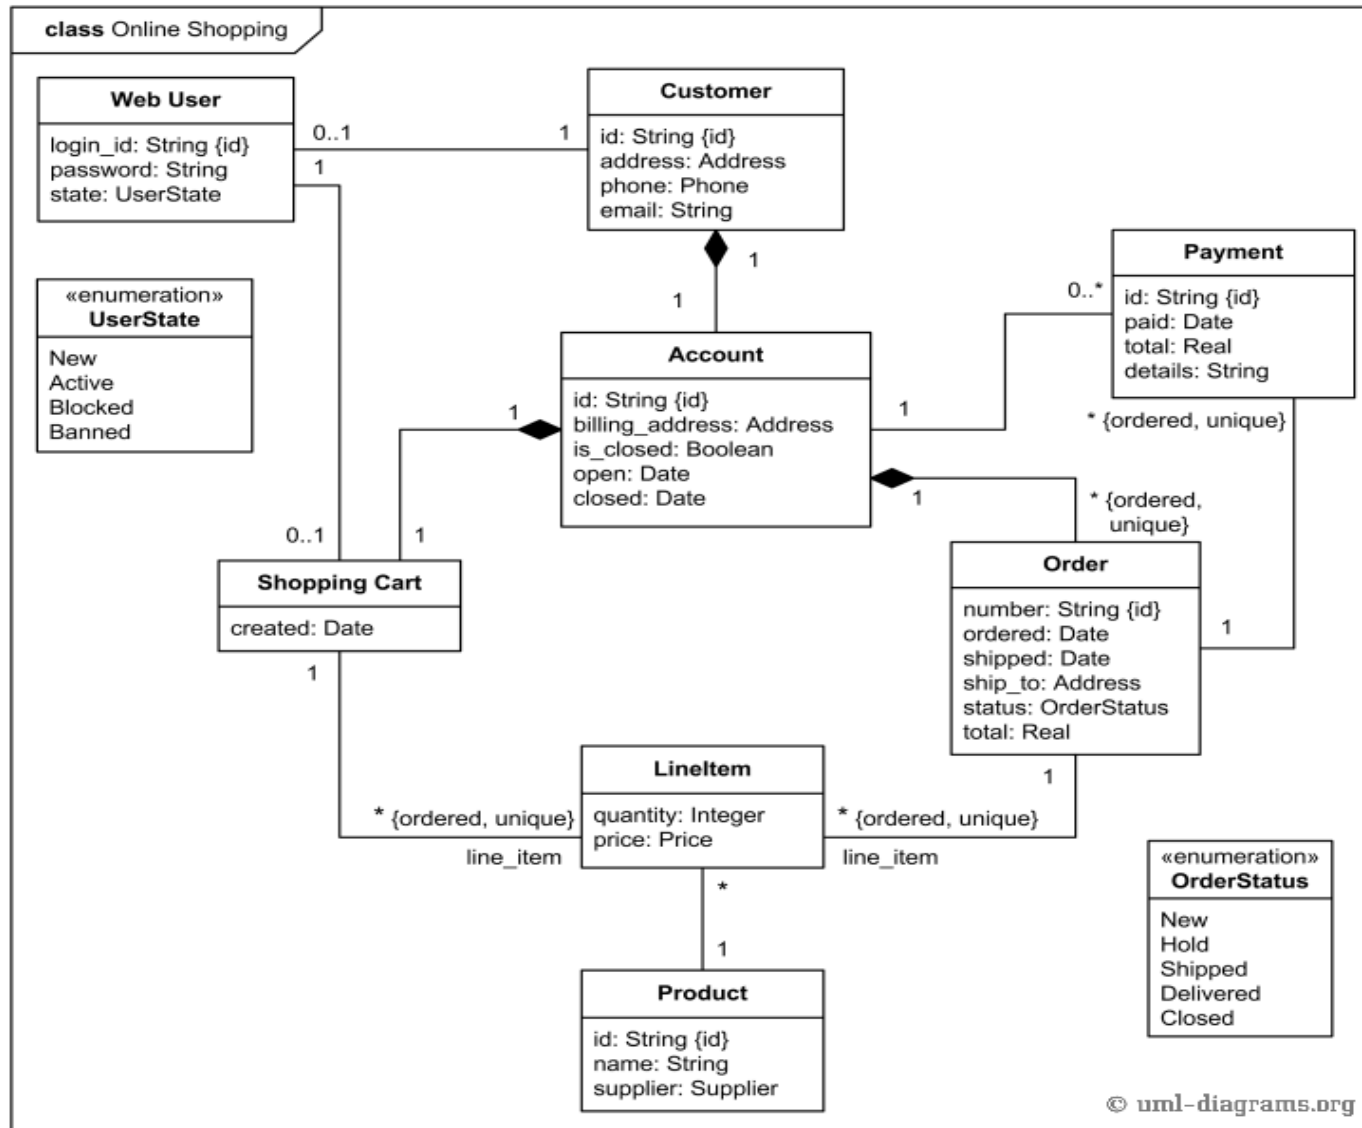 class Online Shopping
Web User
login_id: String {id}
password: String
state: UserState
0..1
1
1
Customer
id: String {id}
address: Address
phone: Phone
email: String
1
1
«enumeration»
UserState
New
Active
Blocked
Banned
Account
id: String {id}
billing_address: Address
is_closed: Boolean
open: Date
closed: Date
Payment
id: String {id}
paid: Date
total: Real
details: String
0..*
1
* {ordered, unique}
1
1
* {ordered,
unique}
0..1
1
Shopping Cart
created: Date
1
Order
number: String {id}
ordered: Date
shipped: Date
ship_to: Address
status: OrderStatus
total: Real
1
1
LineItem
quantity: Integer
price: Price
* {ordered, unique}
line_item
* {ordered, unique}
line_item
*
1
Product
id: String {id}
name: String
supplier: Supplier
«enumeration»
OrderStatus
New
Hold
Shipped
Delivered
Closed
© uml-diagrams.org